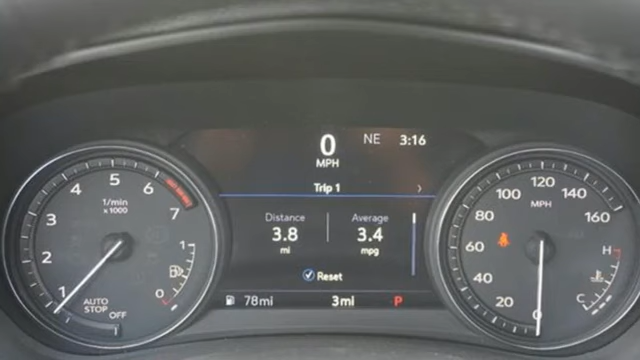 0 NE 3:16
MPH
Trip 1 >
Distance Average
3.8 3.4
mi mpg
Reset
78mi 3mi P
1 2 3 4 5 6 7
1/min
x1000
AUTO
STOP OFF
1
0
0 20 40 60 80 100 120 140 160
MPH
H
C